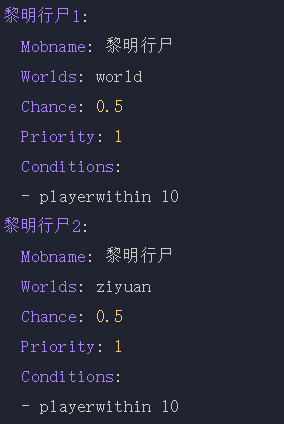 黎明行尸1:
  Mobname: 黎明行尸
  Worlds: world
  Chance: 0.5
  Priority: 1
  Conditions:
  - playerwithin 10
黎明行尸2:
  Mobname: 黎明行尸
  Worlds: ziyuan
  Chance: 0.5
  Priority: 1
  Conditions:
  - playerwithin 10